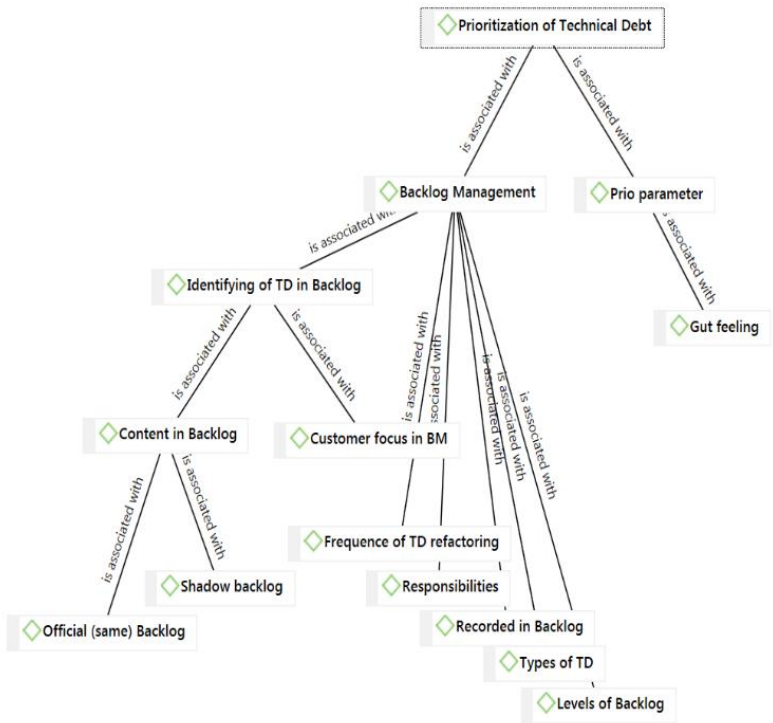 Prioritization of Technical Debt
is associated with
is associated with
Backlog Management
Prio parameter
is associated with
is associated with
Identifying of TD in Backlog
Gut feeling
is associated with
is associated with
is associated with
associated with
is associated with
is associated with
is associated with
Content in Backlog
Customer focus in BM
is associated with
is associated with
Frequence of TD refactoring
Shadow backlog
Responsibilities
Official (same) Backlog
Recorded in Backlog
Types of TD
Levels of Backlog